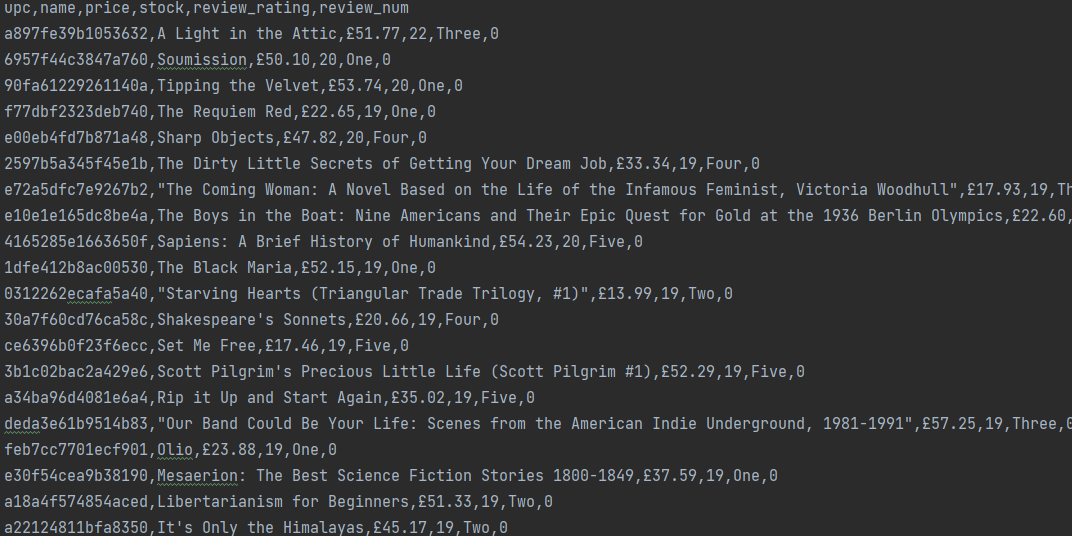 upc,name,price,stock,review_rating,review_num
a897fe39b1053632,A Light in the Attic,£51.77,22,Three,0
6957f44c3847a760,Soumission,£50.10,20,One,0
90fa61229261140a,Tipping the Velvet,£53.74,20,One,0
f77dbf2323deb740,The Requiem Red,£22.65,19,One,0
e00eb4fd7b871a48,Sharp Objects,£47.82,20,Four,0
2597b5a345f45e1b,The Dirty Little Secrets of Getting Your Dream Job,£33.34,19,Four,0
e72a5dfc7e9267b2,"The Coming Woman: A Novel Based on the Life of the Infamous Feminist, Victoria Woodhull",£17.93,19,Th
e10e1e165dc8be4a,The Boys in the Boat: Nine Americans and Their Epic Quest for Gold at the 1936 Berlin Olympics,£22.60,
4165285e1663650f,Sapiens: A Brief History of Humankind,£54.23,20,Five,0
1dfe412b8ac00530,The Black Maria,£52.15,19,One,0
0312262ecafa5a40,"Starving Hearts (Triangular Trade Trilogy, #1)",£13.99,19,Two,0
30a7f60cd76ca58c,Shakespeare's Sonnets,£20.66,19,Four,0
ce6396b0f23f6ecc,Set Me Free,£17.46,19,Five,0
3b1c02bac2a429e6,Scott Pilgrim's Precious Little Life (Scott Pilgrim #1),£52.29,19,Five,0
a34ba96d4081e6a4,Rip it Up and Start Again,£35.02,19,Five,0
deda3e61b9514b83,"Our Band Could Be Your Life: Scenes from the American Indie Underground, 1981-1991",£57.25,19,Three,0
feb7cc7701ecf901,Olio,£23.88,19,One,0
e30f54cea9b38190,Mesaerion: The Best Science Fiction Stories 1800-1849,£37.59,19,One,0
a18a4f574854aced,Libertarianism for Beginners,£51.33,19,Two,0
a22124811bfa8350,It's Only the Himalayas,£45.17,19,Two,0